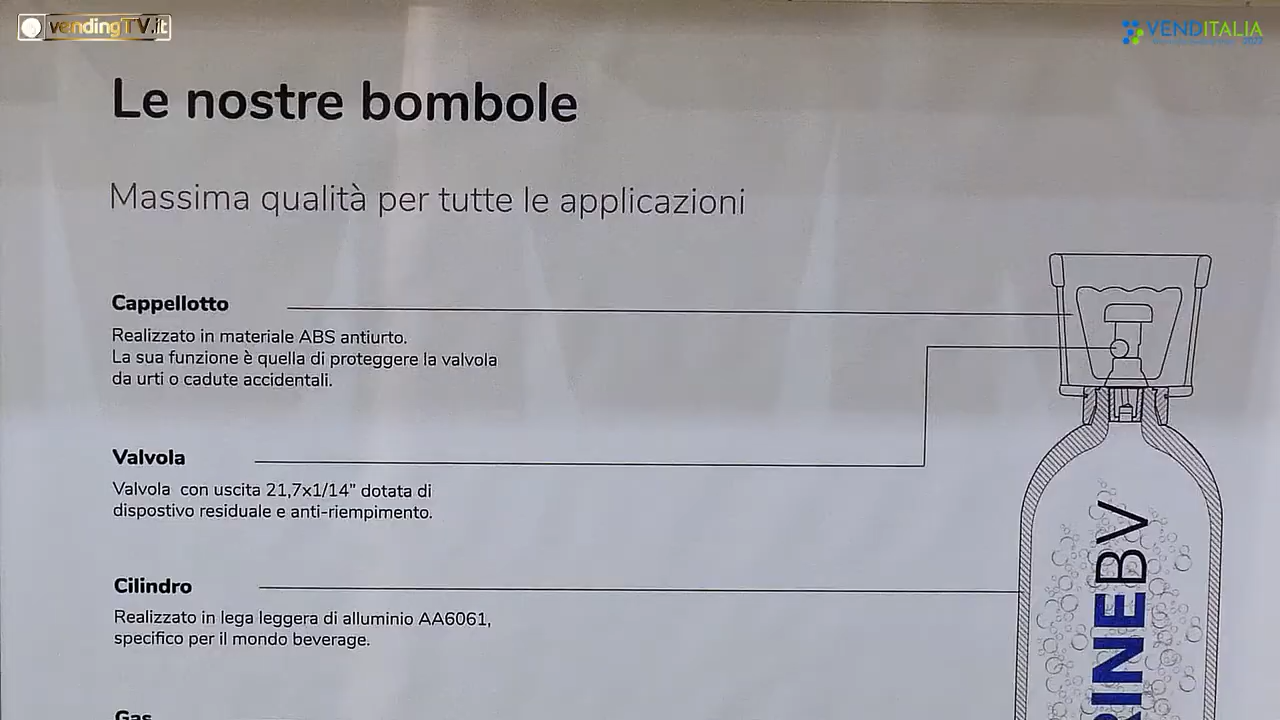 vendingTV.it
VENDITALIA
2022
Le nostre bombole
Massima qualità per tutte le applicazioni
Cappellotto
Realizzato in materiale ABS antiurto.
La sua funzione è quella di proteggere la valvola
da urti o cadute accidentali.
Valvola
Valvola con uscita 21,7x1/14" dotata di
dispostivo residuale e anti-riempimento.
Cilindro
Realizzato in lega leggera di alluminio AA6061,
specifico per il mondo beverage.
Gas
INEBV